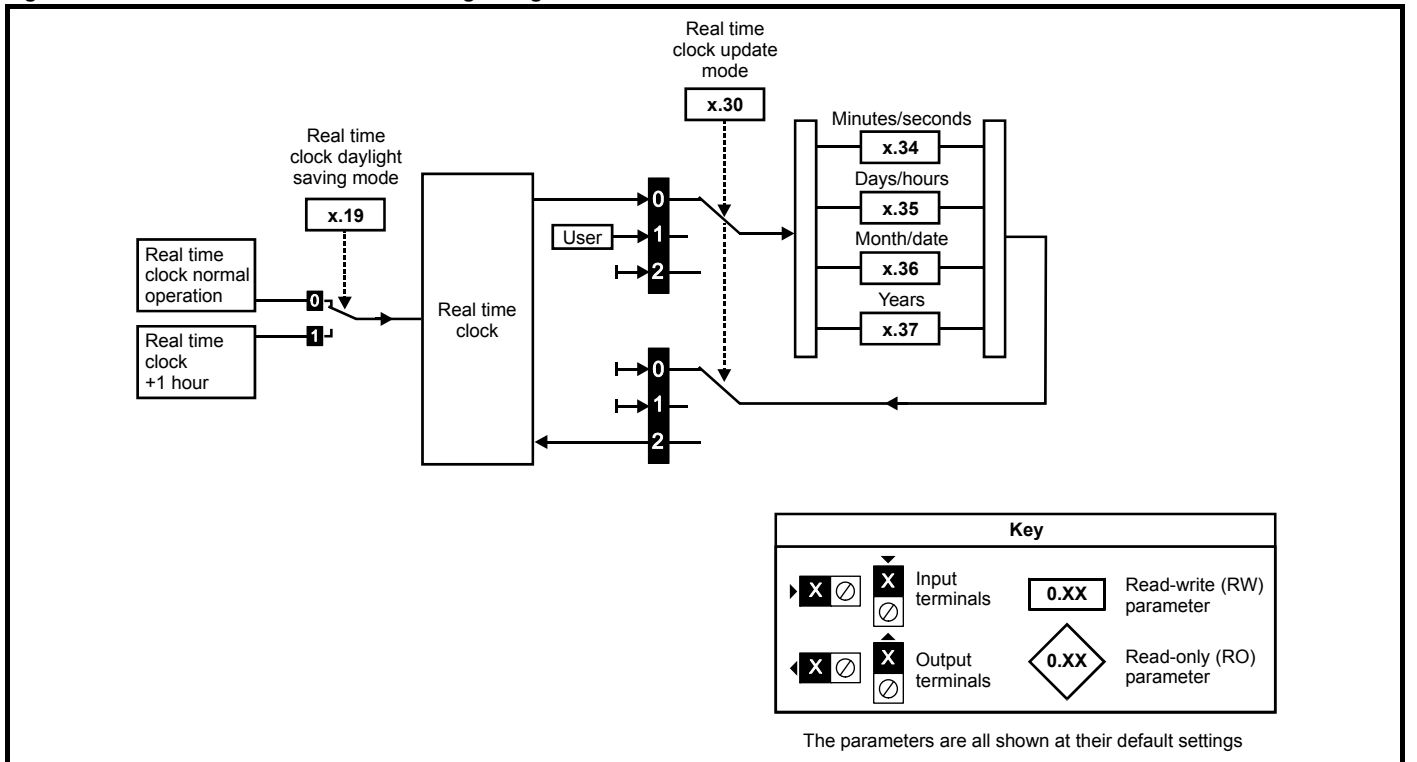 Real time
clock update
mode
x.30
Real time
clock daylight
saving mode
x.19
Real time
clock normal
operation
0
Real time
clock
+1 hour
1
Real time
clock
0
User
1
2
0
1
2
Minutes/seconds
x.34
Days/hours
x.35
Month/date
x.36
Years
x.37
Key
X
X
Input
terminals
0.XX
Read-write (RW)
parameter
X
X
Output
terminals
0.XX
Read-only (RO)
parameter
The parameters are all shown at their default settings